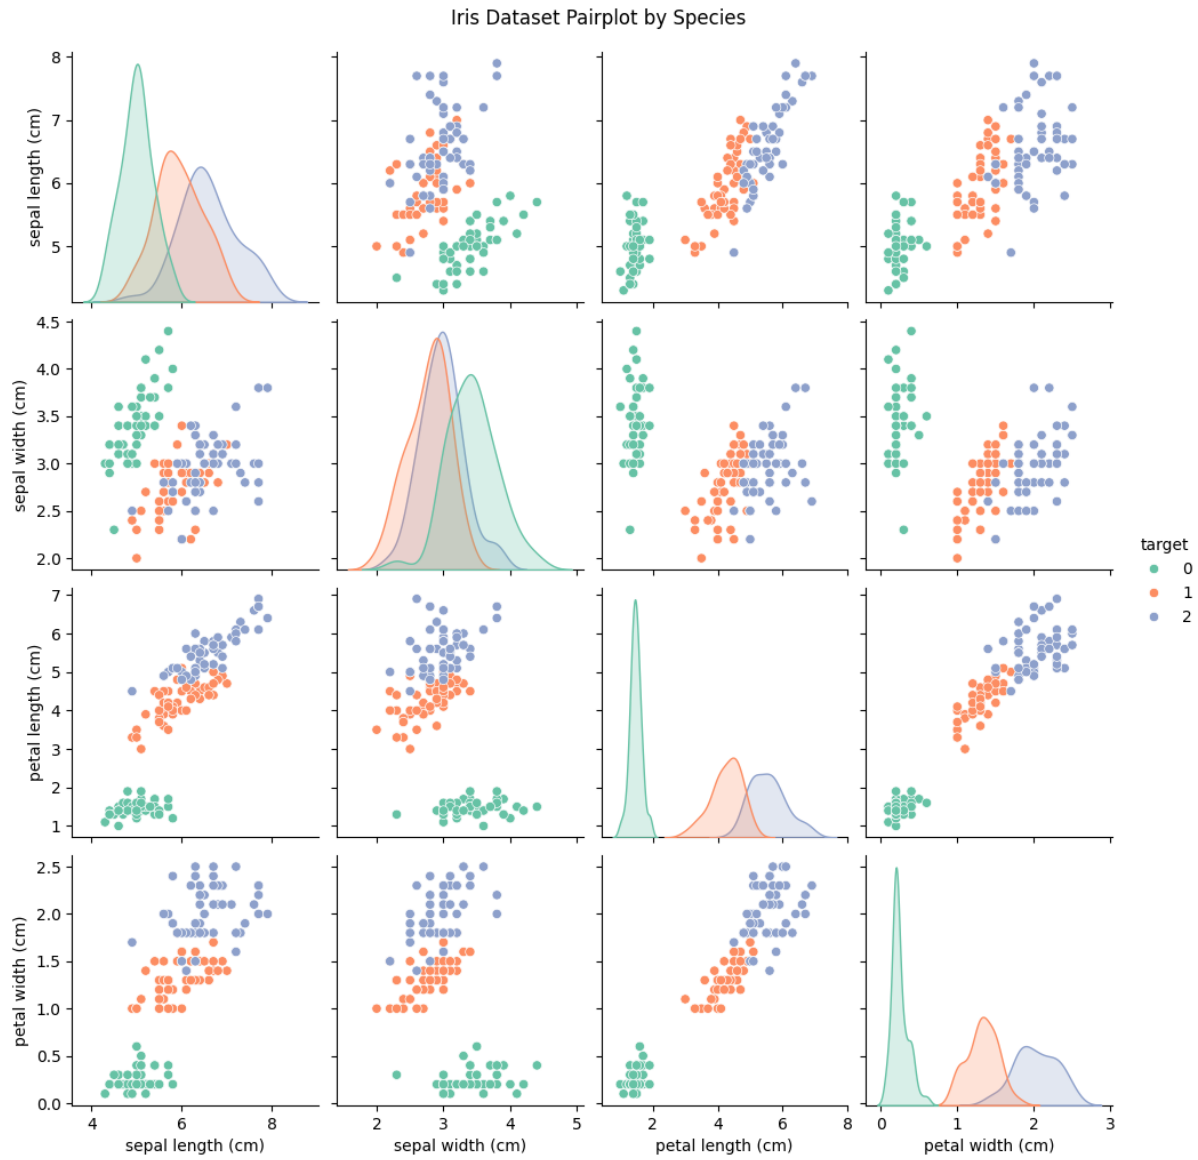 Iris Dataset Pairplot by Species
8
7
6
5
sepal length (cm)
4.5
4.0
3.5
3.0
2.5
2.0
sepal width (cm)
target
0
1
2
7
6
5
4
3
2
1
petal length (cm)
2.5
2.0
1.5
1.0
0.5
0.0
petal width (cm)
4 6 8
2 3 4 5
2 4 6 8
0 1 2 3
sepal length (cm) sepal width (cm) petal length (cm) petal width (cm)